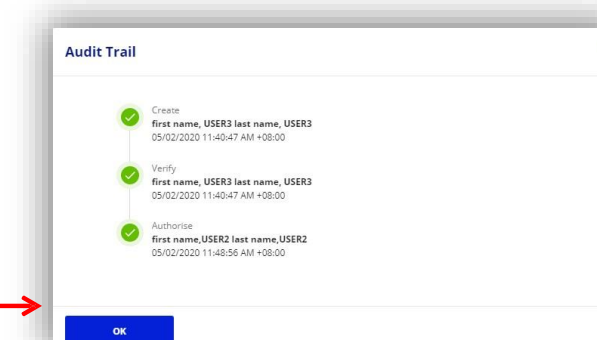 Audit Trail
Create
first name, USER3 last name, USER3
05/02/2020 11:40:47 AM +08:00
Verify
first name, USER3 last name, USER3
05/02/2020 11:40:47 AM +08:00
Authorise
first name,USER2 last name,USER2
05/02/2020 11:48:56 AM +08:00
OK